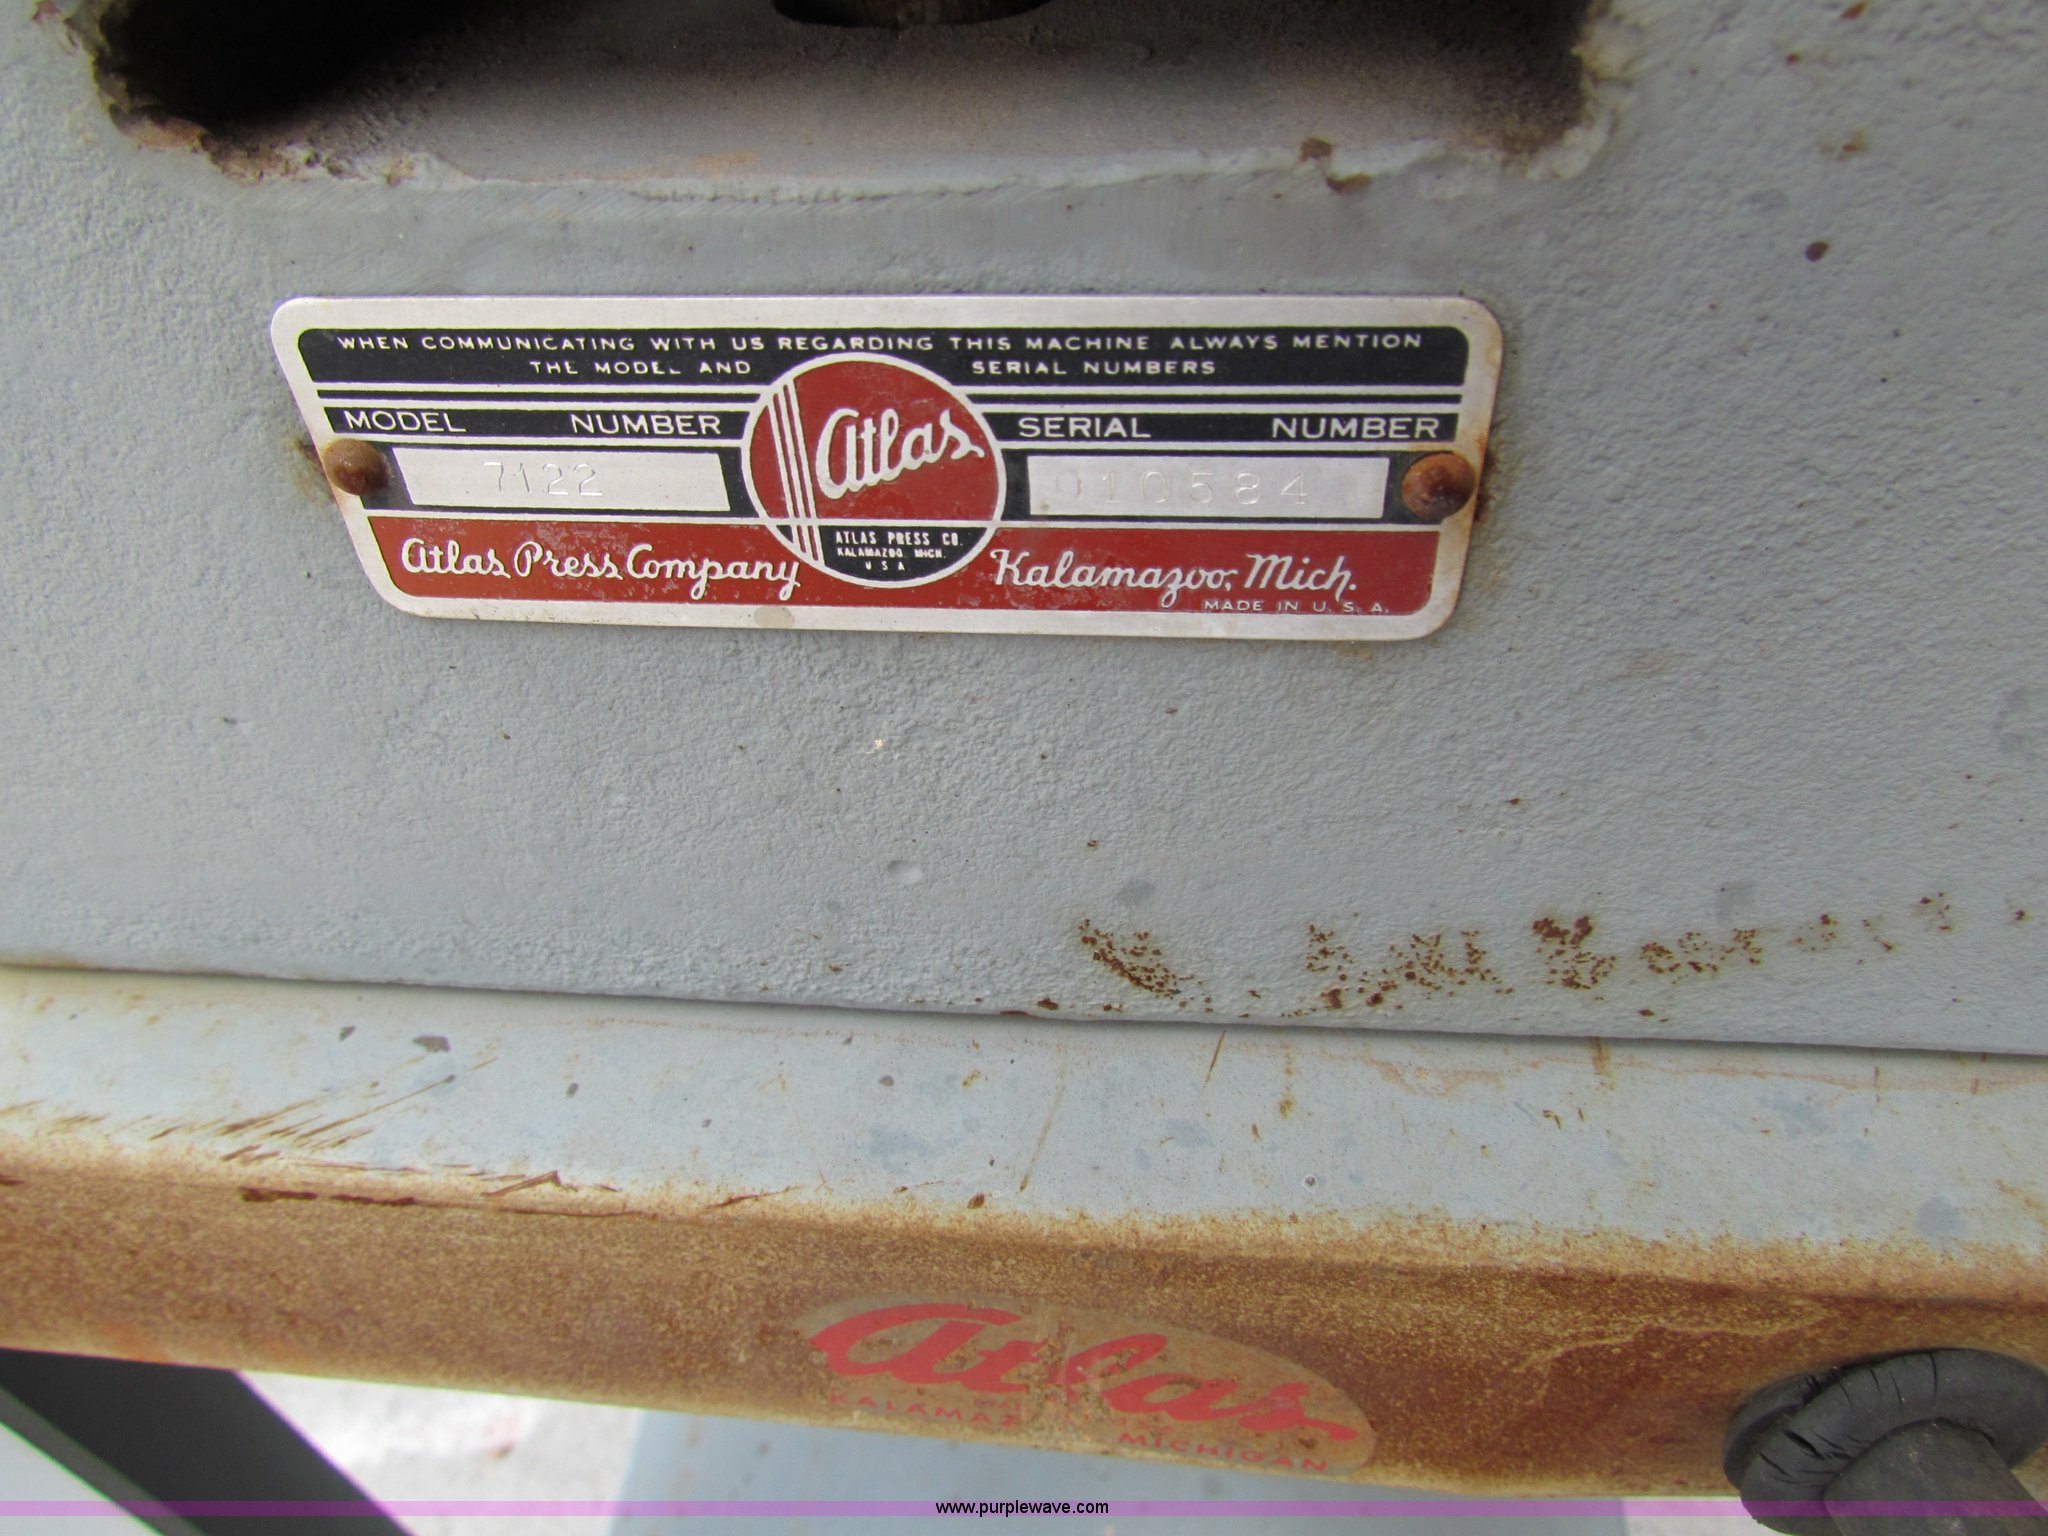 WHEN COMMUNICATING WITH US REGARDING THIS MACHINE ALWAYS MENTION
THE MODEL AND SERIAL NUMBERS
MODEL NUMBER
SERIAL NUMBER
7122
Atlas
010584
ATLAS PRESS CO.
KALAMAZOO, MICH.
U S A
Atlas Press Company
Kalamazoo, Mich.
MADE IN U. S. A.
Atlas
MICHIGAN
www.purplewave.com